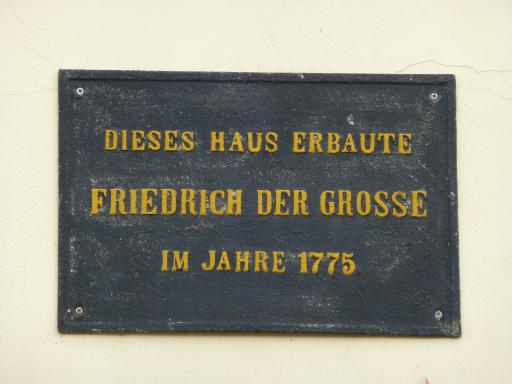 DIESES HAUS ERBAUTE
FRIEDRICH DER GROSSE
IM JAHRE 1775